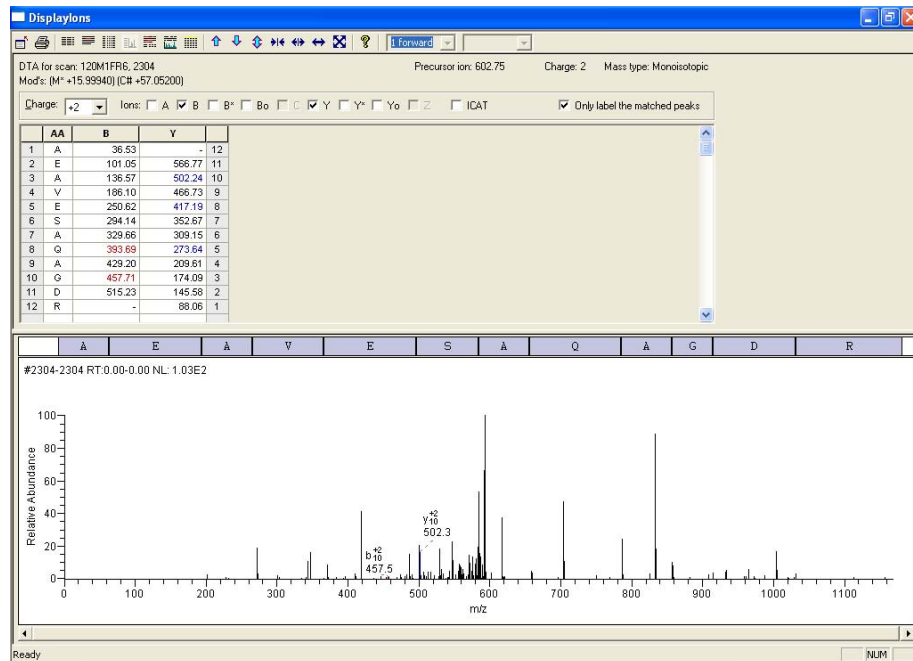 DisplayIons
1 forward
DTA for scan: 120M1FR6, 2304 Precursor ion: 602.75 Charge: 2 Mass type: Monoisotopic
Mod's: (M* +15.99940) (C# +57.05200)
Charge: +2 Ions: A B B* Bo C Y Y* Yo Z ICAT Only label the matched peaks
AA B Y
1 A 36.53 - 12
2 E 101.05 566.77 11
3 A 136.57 502.24 10
4 V 186.10 466.73 9
5 E 250.62 417.19 8
6 S 294.14 352.67 7
7 A 329.66 309.15 6
8 Q 393.69 273.64 5
9 A 429.20 209.61 4
10 G 457.71 174.09 3
11 D 515.23 145.58 2
12 R - 88.06 1
A E A V E S A Q A G D R
#2304-2304 RT:0.00-0.00 NL: 1.03E2
Relative Abundance
100
80
60
40
20
0
y+2 10
502.3
b+2 10
457.5
0 100 200 300 400 500 600 700 800 900 1000 1100
m/z
Ready NUM